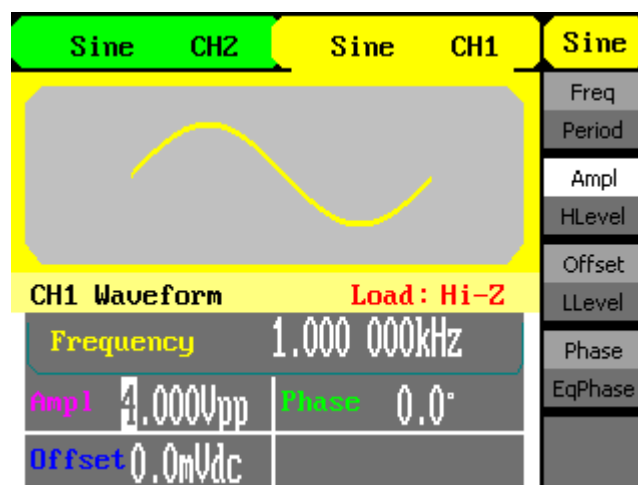 Sine CH2 Sine CH1 Sine
Freq
Period
Ampl
HLevel
Offset
LLevel
Phase
EqPhase
CH1 Waveform Load: Hi-Z
Frequency 1.000 000kHz
Ampl 4.000Vpp Phase 0.0°
Offset 0.0mVdc